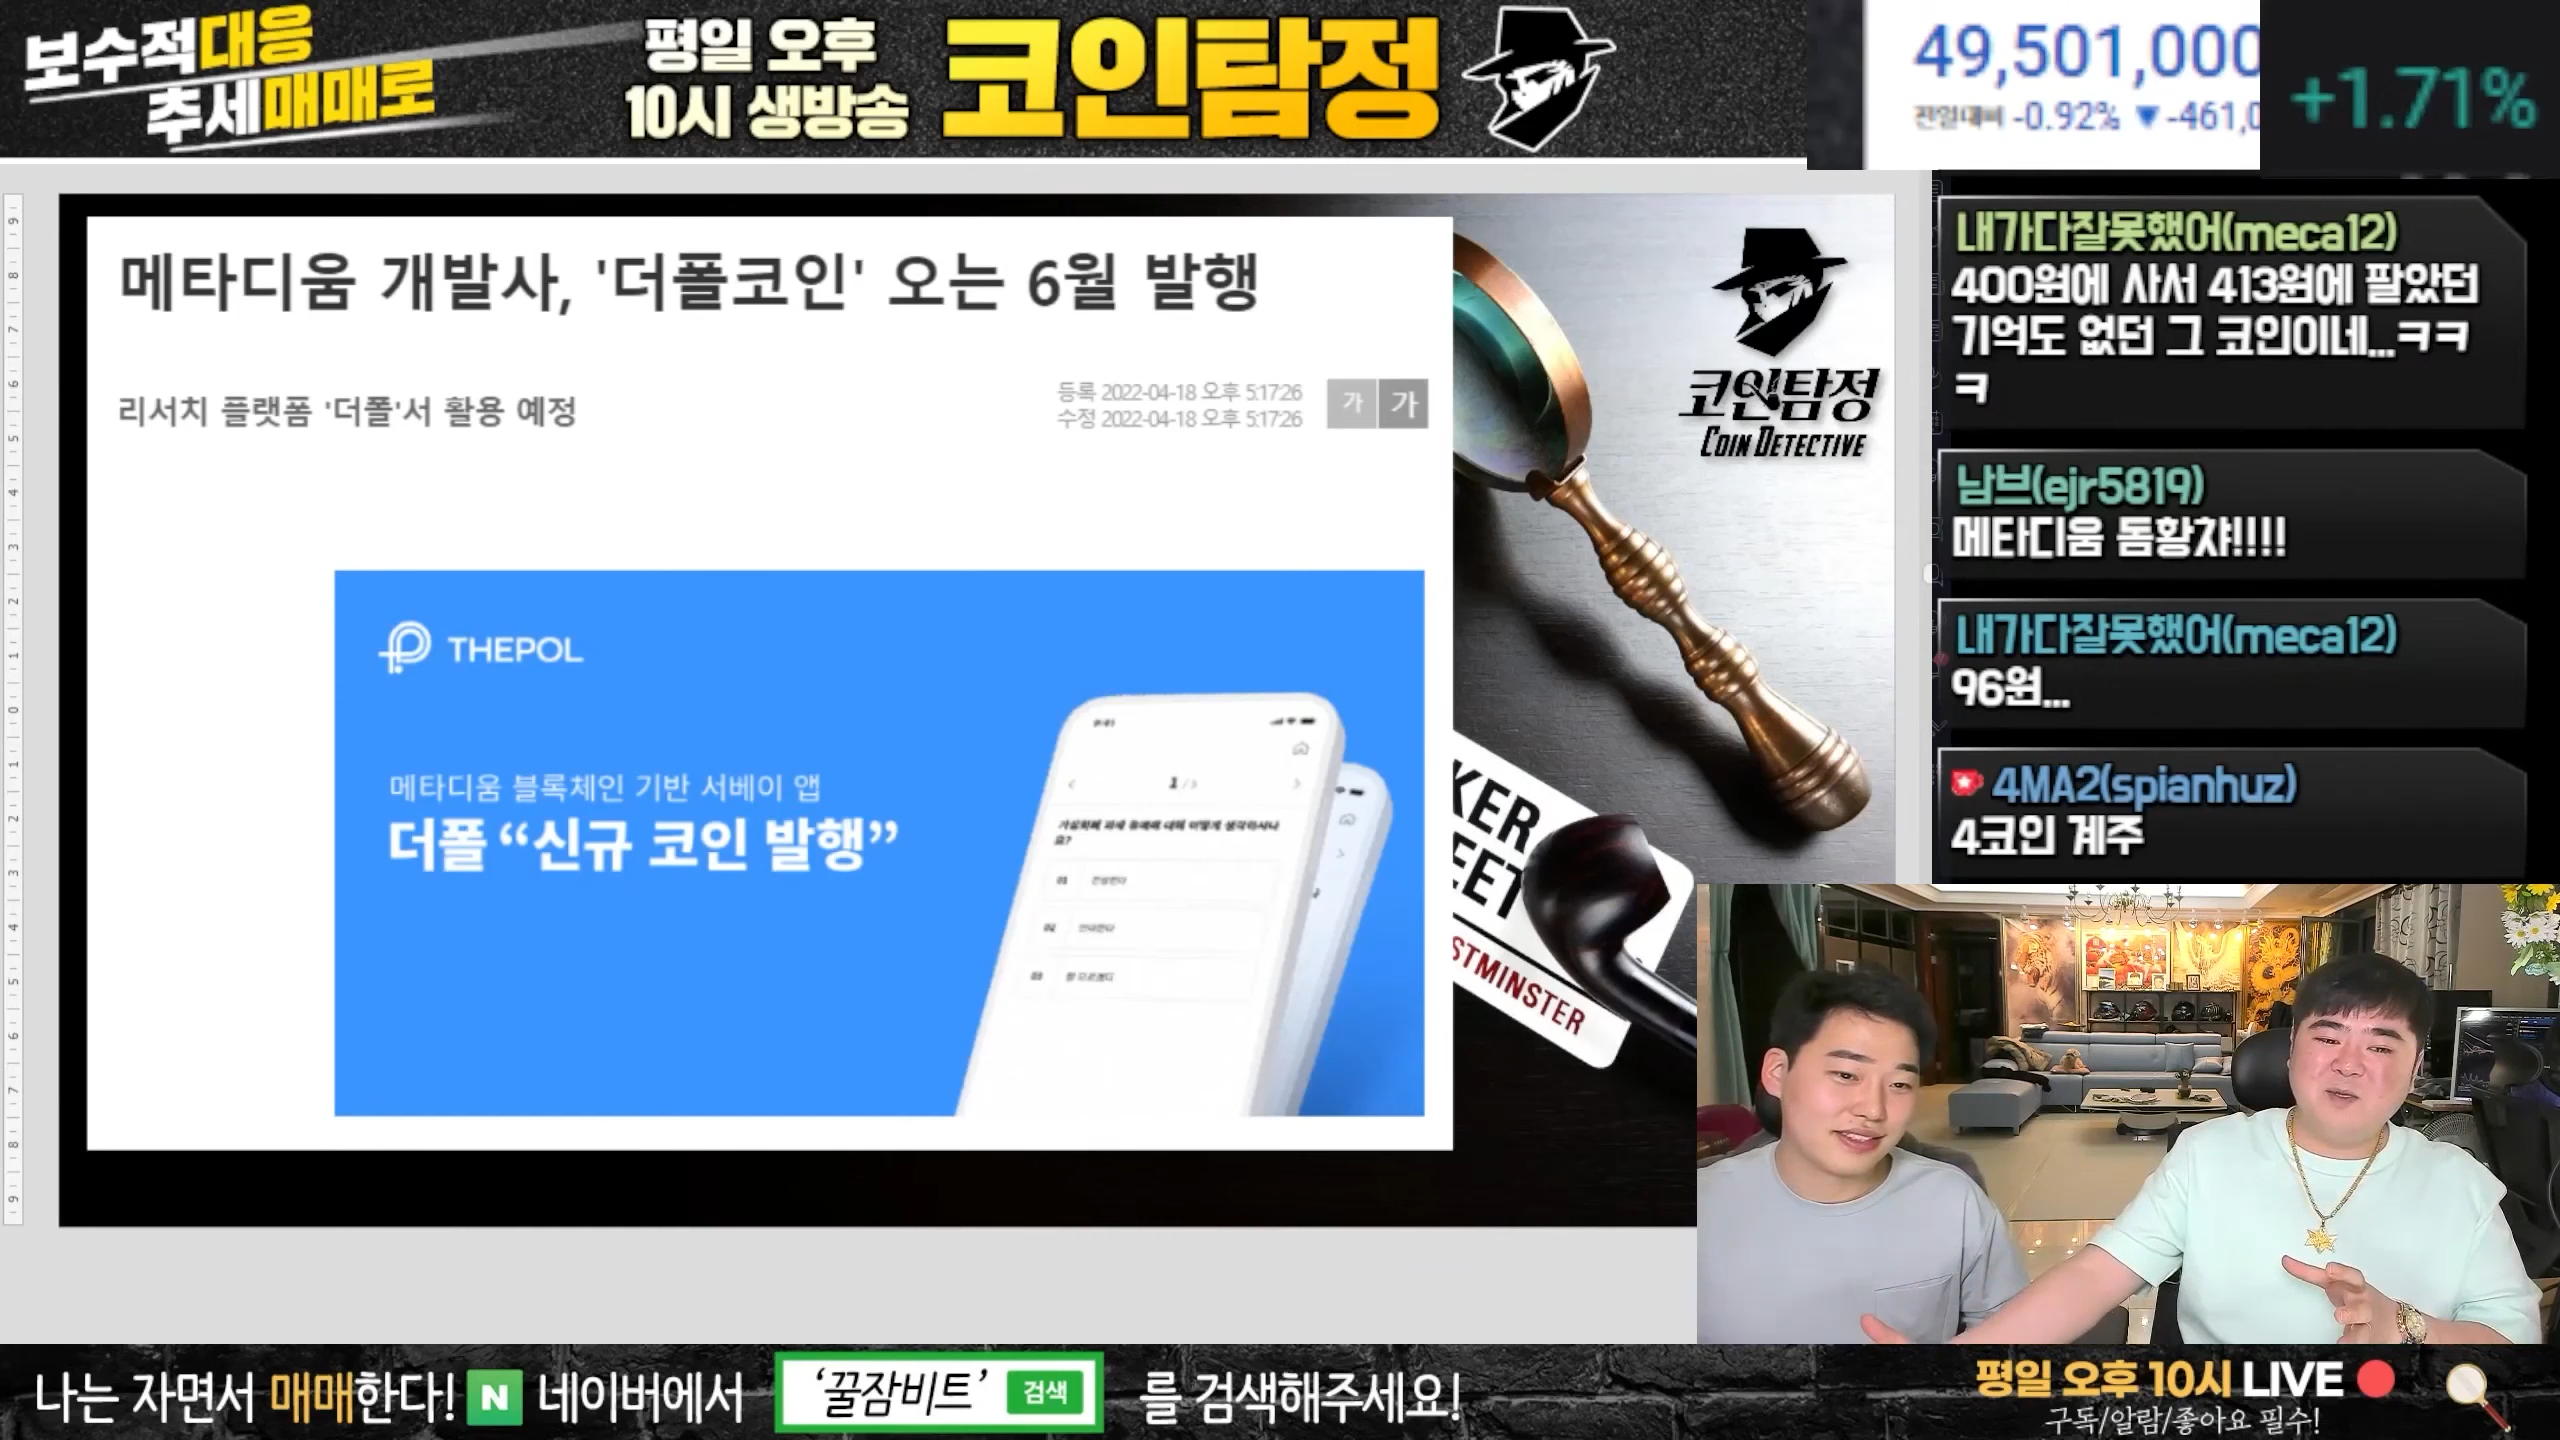 보수적대응
추세매매로
평일 오후
10시 생방송
코인탐정
49,501,000
전일대비 -0.92% ▼-461,0
+1.71%
메타디움 개발사, '더폴코인' 오는 6월 발행
리서치 플랫폼 '더폴'서 활용 예정
등록 2022-04-18 오후 5:17:26
수정 2022-04-18 오후 5:17:26
가 가
THEPOL
메타디움 블록체인 기반 서베이 앱
더폴 “신규 코인 발행”
코인탐정
COIN DETECTIVE
KER
EET
STMINSTER
내가다잘못했어(meca12)
400원에 사서 413원에 팔았던
기억도 없던 그 코인이네...ㅋㅋ
ㅋ
남브(ejr5819)
메타디움 돔황챠!!!!
내가다잘못했어(meca12)
96원...
4MA2(spianhuz)
4코인 계주
나는 자면서 매매한다! N 네이버에서 ‘꿀잠비트’ 검색 를 검색해주세요!
평일 오후 10시 LIVE
구독/알람/좋아요 필수!